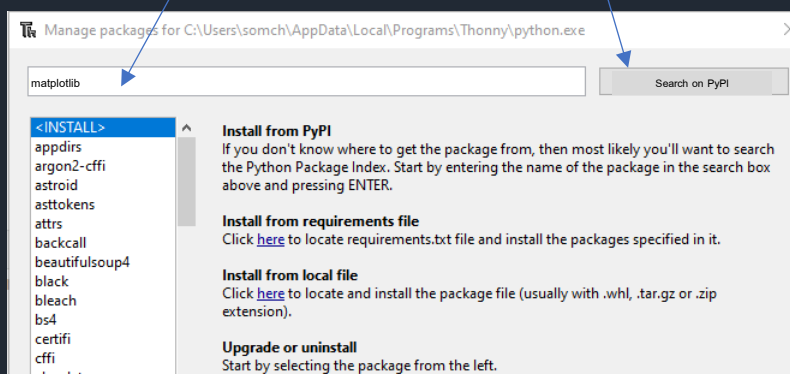 Manage packages for C:\Users\somch\AppData\Local\Programs\Thonny\python.exe
matplotlib
Search on PyPI
<INSTALL>
appdirs
argon2-cffi
astroid
asttokens
attrs
backcall
beautifulsoup4
black
bleach
bs4
certifi
cffi
Install from PyPI
If you don't know where to get the package from, then most likely you'll want to search
the Python Package Index. Start by entering the name of the package in the search box
above and pressing ENTER.
Install from requirements file
Click here to locate requirements.txt file and install the packages specified in it.
Install from local file
Click here to locate and install the package file (usually with .whl, .tar.gz or .zip
extension).
Upgrade or uninstall
Start by selecting the package from the left.